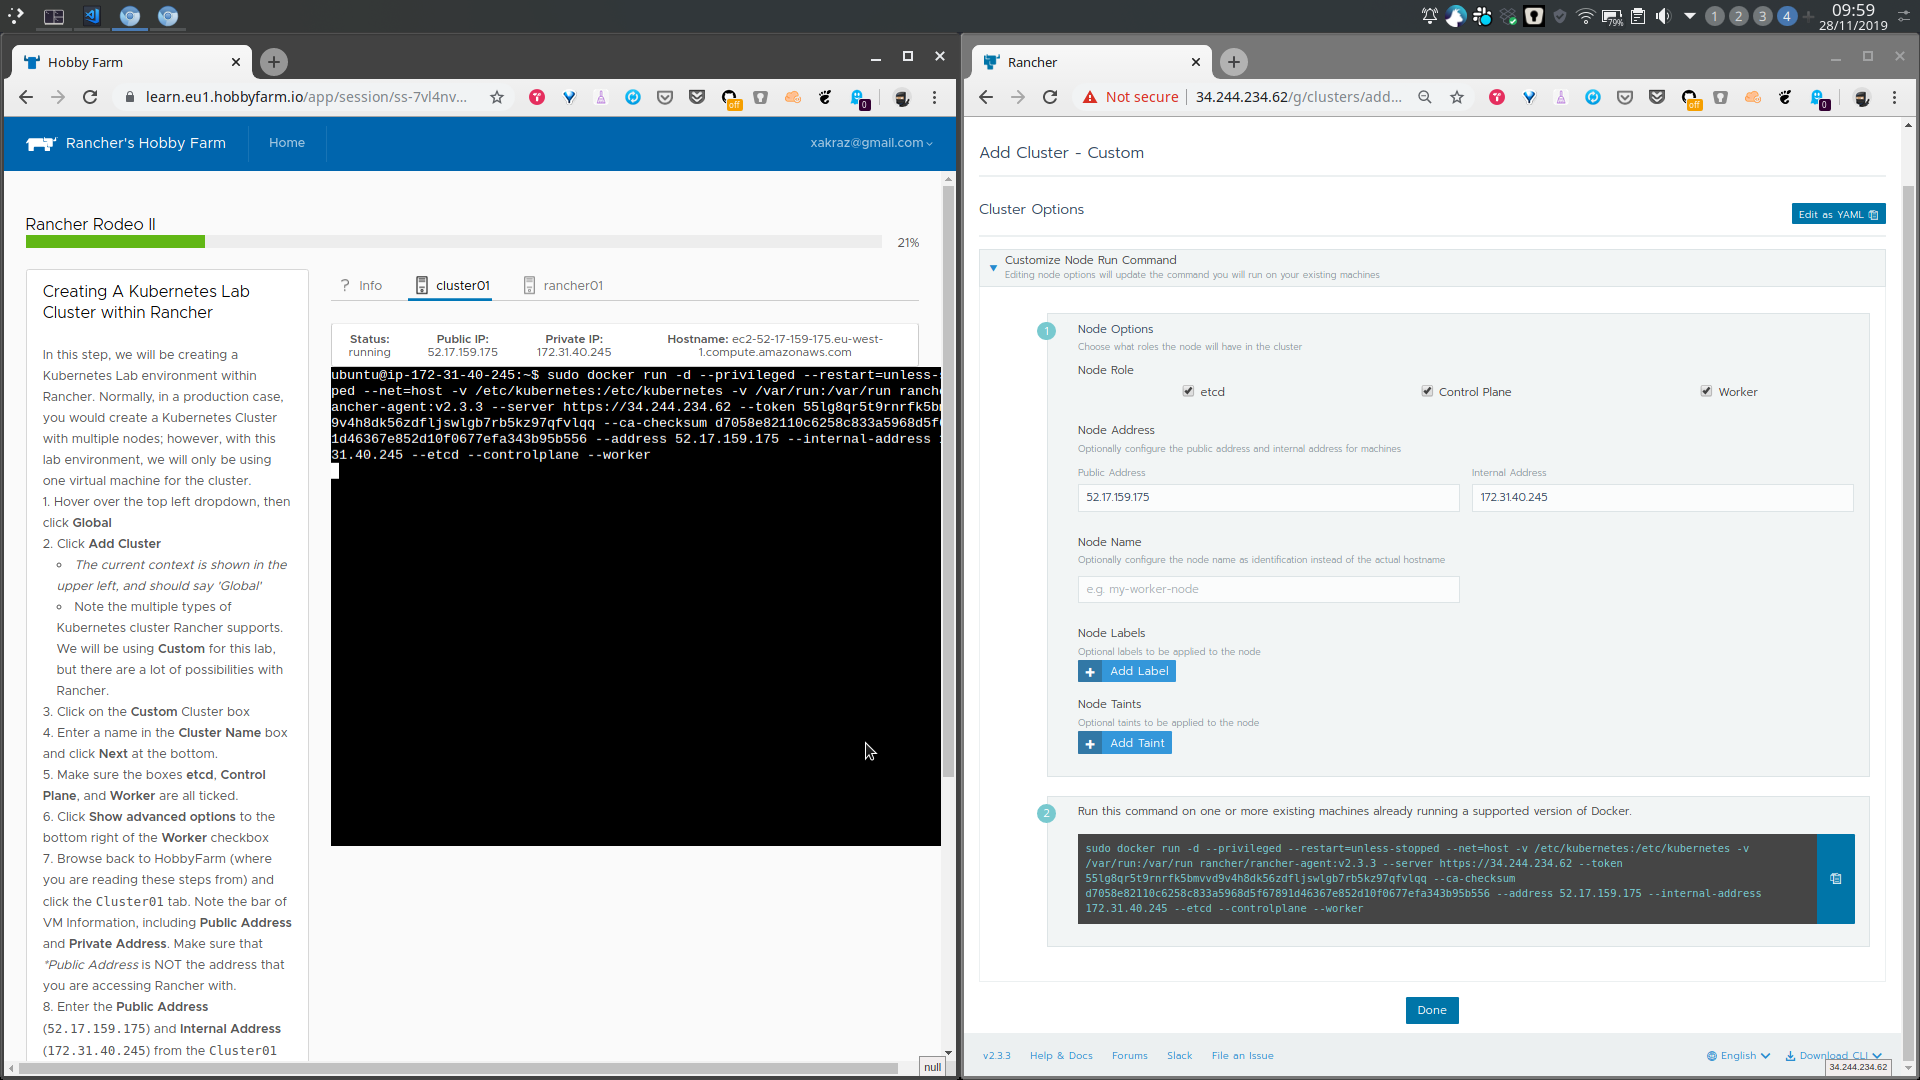 79%
1
2
3
4
09:59
28/11/2019
Hobby Farm
learn.eu1.hobbyfarm.io/app/session/ss-7vl4nv...
off
0
Rancher's Hobby Farm
Home
xakraz@gmail.com
Rancher Rodeo II
21%
Creating A Kubernetes Lab
Cluster within Rancher
In this step, we will be creating a
Kubernetes Lab environment within
Rancher. Normally, in a production case,
you would create a Kubernetes Cluster
with multiple nodes; however, with this
lab environment, we will only be using
one virtual machine for the cluster.
1. Hover over the top left dropdown, then
click Global
2. Click Add Cluster
The current context is shown in the
upper left, and should say 'Global'
Note the multiple types of
Kubernetes cluster Rancher supports.
We will be using Custom for this lab,
but there are a lot of possibilities with
Rancher.
3. Click on the Custom Cluster box
4. Enter a name in the Cluster Name box
and click Next at the bottom.
5. Make sure the boxes etcd, Control
Plane, and Worker are all ticked.
6. Click Show advanced options to the
bottom right of the Worker checkbox
7. Browse back to HobbyFarm (where
you are reading these steps from) and
click the Cluster01 tab. Note the bar of
VM Information, including Public Address
and Private Address. Make sure that
*Public Address is NOT the address that
you are accessing Rancher with.
8. Enter the Public Address
(52.17.159.175) and Internal Address
(172.31.40.245) from the Cluster01
? Info
cluster01
rancher01
Status:
running
Public IP:
52.17.159.175
Private IP:
172.31.40.245
Hostname: ec2-52-17-159-175.eu-west-
1.compute.amazonaws.com
ubuntu@ip-172-31-40-245:~$ sudo docker run -d --privileged --restart=unless-
ped --net=host -v /etc/kubernetes:/etc/kubernetes -v /var/run:/var/run ranch
ancher-agent:v2.3.3 --server https://34.244.234.62 --token 55lg8qr5t9rnrfk5b
9v4h8dk56zdfljswlgb7rb5kz97qfvlqq --ca-checksum d7058e82110c6258c833a5968d5f
1d46367e852d10f0677efa343b95b556 --address 52.17.159.175 --internal-address
31.40.245 --etcd --controlplane --worker
null
Rancher
Not secure
34.244.234.62/g/clusters/add...
off
0
Add Cluster - Custom
Cluster Options
Edit as YAML
Customize Node Run Command
Editing node options will update the command you will run on your existing machines
1
Node Options
Choose what roles the node will have in the cluster
Node Role
etcd
Control Plane
Worker
Node Address
Optionally configure the public address and internal address for machines
Public Address
Internal Address
52.17.159.175
172.31.40.245
Node Name
Optionally configure the node name as identification instead of the actual hostname
e.g. my-worker-node
Node Labels
Optional labels to be applied to the node
+ Add Label
Node Taints
Optional taints to be applied to the node
+ Add Taint
2
Run this command on one or more existing machines already running a supported version of Docker.
sudo docker run -d --privileged --restart=unless-stopped --net=host -v /etc/kubernetes:/etc/kubernetes -v
/var/run:/var/run rancher/rancher-agent:v2.3.3 --server https://34.244.234.62 --token
55lg8qr5t9rnrfk5bmvvd9v4h8dk56zdfljswlgb7rb5kz97qfvlqq --ca-checksum
d7058e82110c6258c833a5968d5f67891d46367e852d10f0677efa343b95b556 --address 52.17.159.175 --internal-address
172.31.40.245 --etcd --controlplane --worker
Done
v2.3.3
Help & Docs
Forums
Slack
File an Issue
English
Download CLI
34.244.234.62